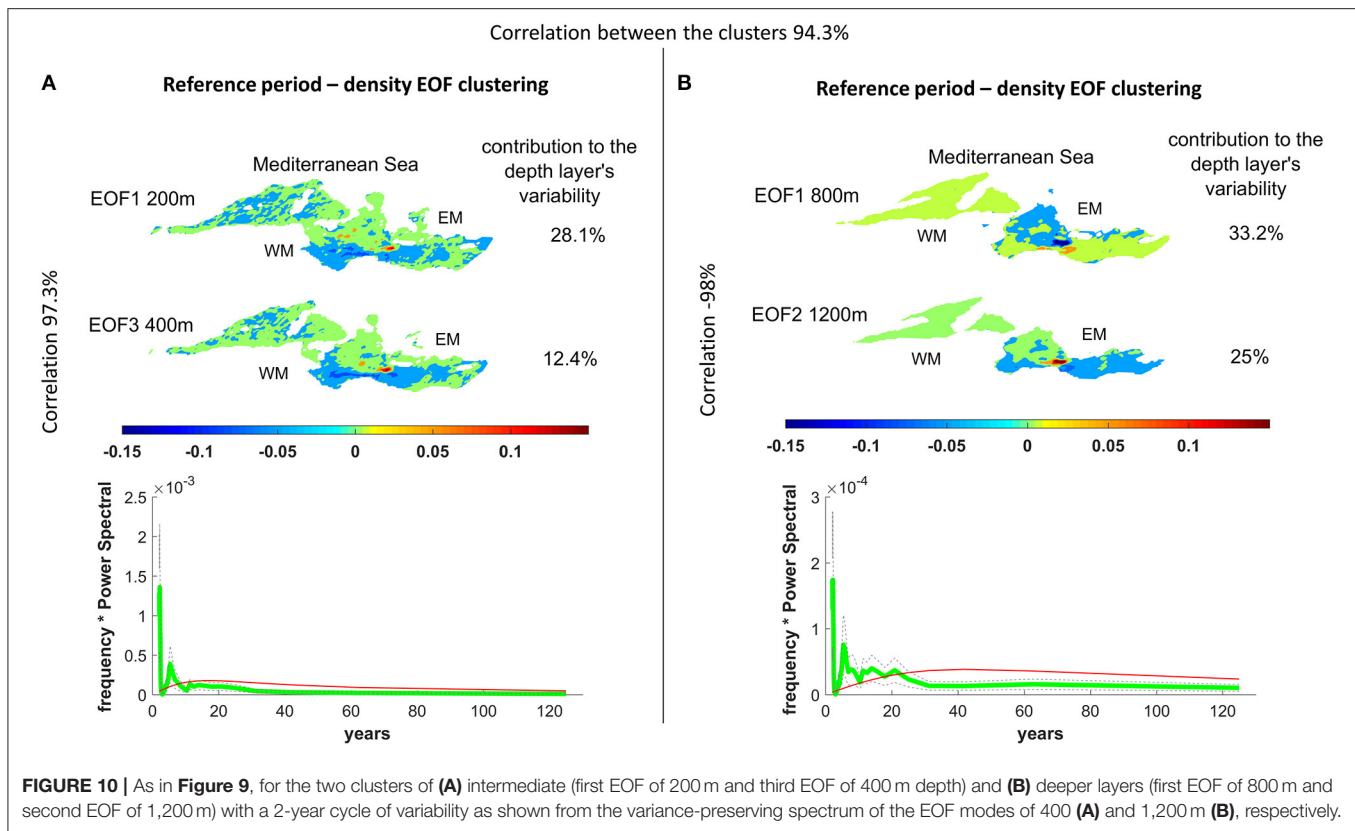 Correlation between the clusters 94.3%
A
Reference period – density EOF clustering
Mediterranean Sea
contribution to the
depth layer's
variability
EOF1 200m
EM
WM
28.1%
Correlation 97.3%
EOF3 400m
EM
WM
12.4%
-0.15 -0.1 -0.05 0 0.05 0.1
×10⁻³
2.5
2
1.5
1
0.5
0
frequency * Power Spectral
0 20 40 60 80 100 120
years
B
Reference period – density EOF clustering
Mediterranean Sea
contribution to the
depth layer's
variability
EOF1 800m
EM
WM
33.2%
Correlation -98%
EOF2 1200m
EM
WM
25%
-0.15 -0.1 -0.05 0 0.05 0.1
×10⁻⁴
3
2
1
0
frequency * Power Spectral
0 20 40 60 80 100 120
years
FIGURE 10 | As in Figure 9, for the two clusters of (A) intermediate (first EOF of 200 m and third EOF of 400 m depth) and (B) deeper layers (first EOF of 800 m and
second EOF of 1,200 m) with a 2-year cycle of variability as shown from the variance-preserving spectrum of the EOF modes of 400 (A) and 1,200 m (B), respectively.